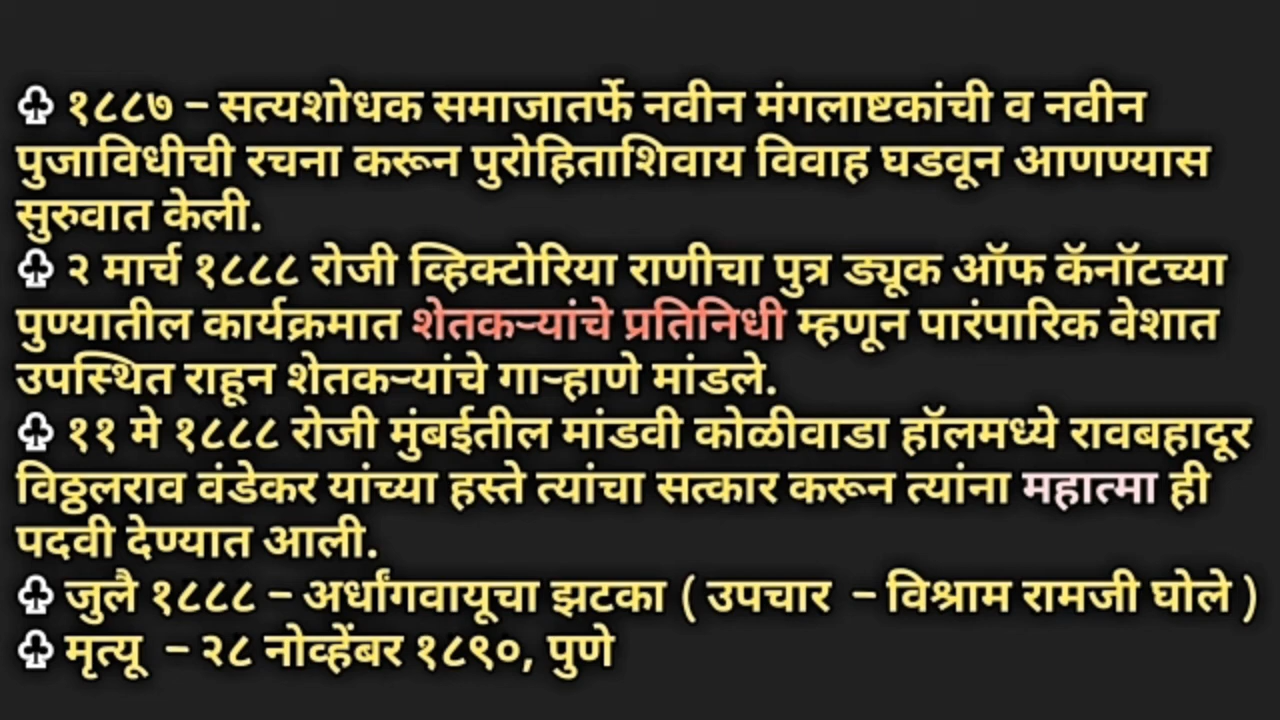 ♧ १८८७ – सत्यशोधक समाजातर्फे नवीन मंगलाष्टकांची व नवीन
पुजाविधीची रचना करून पुरोहिताशिवाय विवाह घडवून आणण्यास
सुरुवात केली.
♧ २ मार्च १८८८ रोजी व्हिक्टोरिया राणीचा पुत्र ड्यूक ऑफ कॅनॉटच्या
पुण्यातील कार्यक्रमात शेतकऱ्यांचे प्रतिनिधी म्हणून पारंपारिक वेशात
उपस्थित राहून शेतकऱ्यांचे गाऱ्हाणे मांडले.
♧ ११ मे १८८८ रोजी मुंबईतील मांडवी कोळीवाडा हॉलमध्ये रावबहादूर
विठ्ठलराव वंडेकर यांच्या हस्ते त्यांचा सत्कार करून त्यांना महात्मा ही
पदवी देण्यात आली.
♧ जुलै १८८८ – अर्धांगवायूचा झटका ( उपचार – विश्राम रामजी घोले )
♧ मृत्यू – २८ नोव्हेंबर १८९०, पुणे